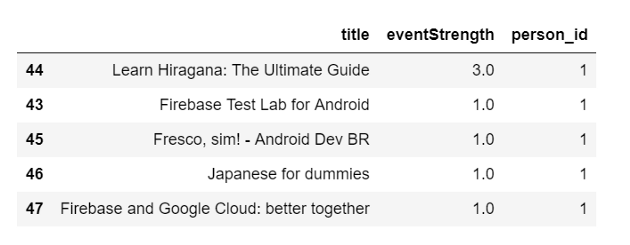 title eventStrength person_id
44 Learn Hiragana: The Ultimate Guide 3.0 1
43 Firebase Test Lab for Android 1.0 1
45 Fresco, sim! - Android Dev BR 1.0 1
46 Japanese for dummies 1.0 1
47 Firebase and Google Cloud: better together 1.0 1